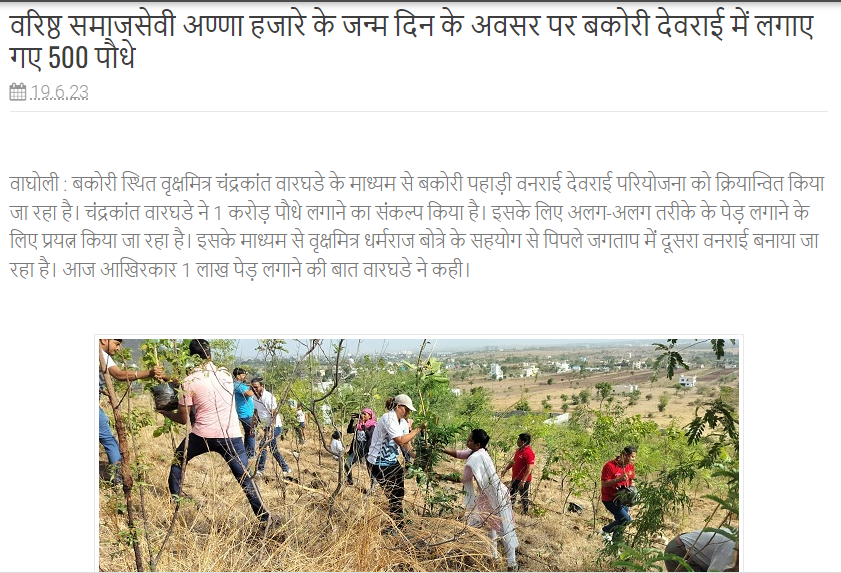 वरिष्ठ समाजसेवी अण्णा हजारे के जन्म दिन के अवसर पर बकोरी देवराई में लगाए
गए 500 पौधे
19.6.23
वाघोली : बकोरी स्थित वृक्षमित्र चंद्रकांत वारघडे के माध्यम से बकोरी पहाड़ी वनराई देवराई परियोजना को क्रियान्वित किया
जा रहा है। चंद्रकांत वारघडे ने 1 करोड़ पौधे लगाने का संकल्प किया है। इसके लिए अलग-अलग तरीके के पेड़ लगाने के
लिए प्रयत्न किया जा रहा है। इसके माध्यम से वृक्षमित्र धर्मराज बोत्रे के सहयोग से पिपले जगताप में दूसरा वनराई बनाया जा
रहा है। आज आखिरकार 1 लाख पेड़ लगाने की बात वारघडे ने कही।